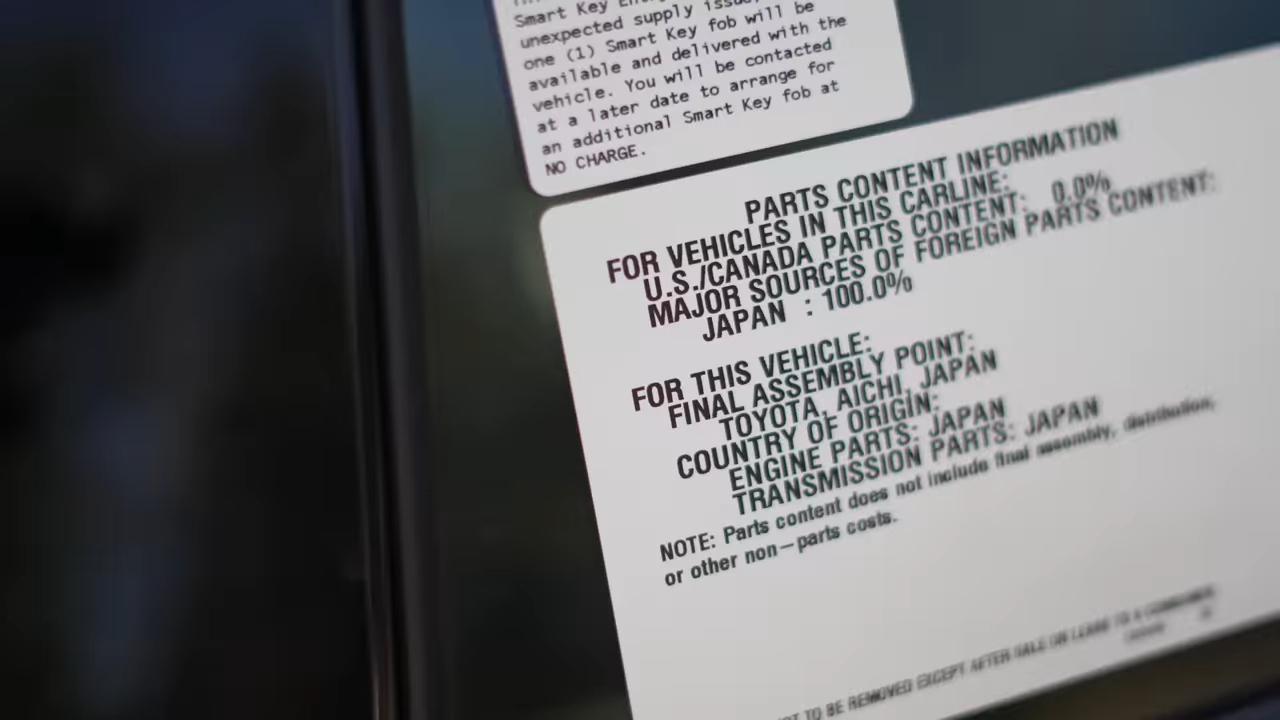 Smart Key
unexpected supply issue,
one (1) Smart Key fob will be
available and delivered with the
vehicle. You will be contacted
at a later date to arrange for
an additional Smart Key fob at
NO CHARGE.
PARTS CONTENT INFORMATION
FOR VEHICLES IN THIS CARLINE:
U.S./CANADA PARTS CONTENT: 0.0%
MAJOR SOURCES OF FOREIGN PARTS CONTENT:
JAPAN : 100.0%
FOR THIS VEHICLE:
FINAL ASSEMBLY POINT:
TOYOTA, AICHI, JAPAN
COUNTRY OF ORIGIN:
ENGINE PARTS: JAPAN
TRANSMISSION PARTS: JAPAN
NOTE: Parts content does not include final assembly, distribution,
or other non-parts costs.
TO BE REMOVED EXCEPT AFTER SALE OR LEASE TO A CONSUMER